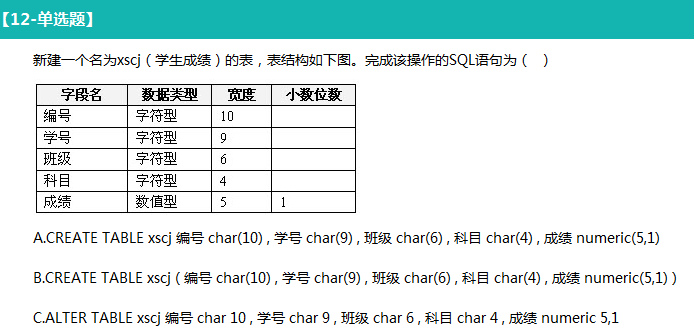 【12-单选题】
新建一个名为xscj（学生成绩）的表，表结构如下图。完成该操作的SQL语句为（　）
字段名 数据类型 宽度 小数位数
编号 字符型 10
学号 字符型 9
班级 字符型 6
科目 字符型 4
成绩 数值型 5 1
A.CREATE TABLE xscj 编号 char(10) , 学号 char(9) , 班级 char(6) , 科目 char(4) , 成绩 numeric(5,1)
B.CREATE TABLE xscj ( 编号 char(10) , 学号 char(9) , 班级 char(6) , 科目 char(4) , 成绩 numeric(5,1) )
C.ALTER TABLE xscj 编号 char 10 , 学号 char 9 , 班级 char 6 , 科目 char 4 , 成绩 numeric 5,1